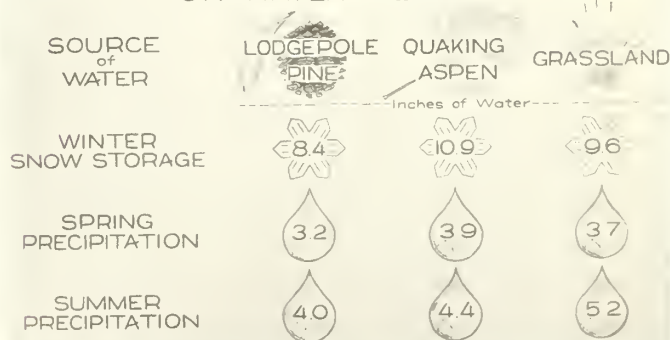 SOURCE LODGEPOLE QUAKING GRASSLAND
of PINE ASPEN
WATER
Inches of Water
WINTER
SNOW STORAGE 8.4 10.9 9.6
SPRING
PRECIPITATION 3.2 3 9 3 7
SUMMER
PRECIPITATION 4.0 4.4 5 2